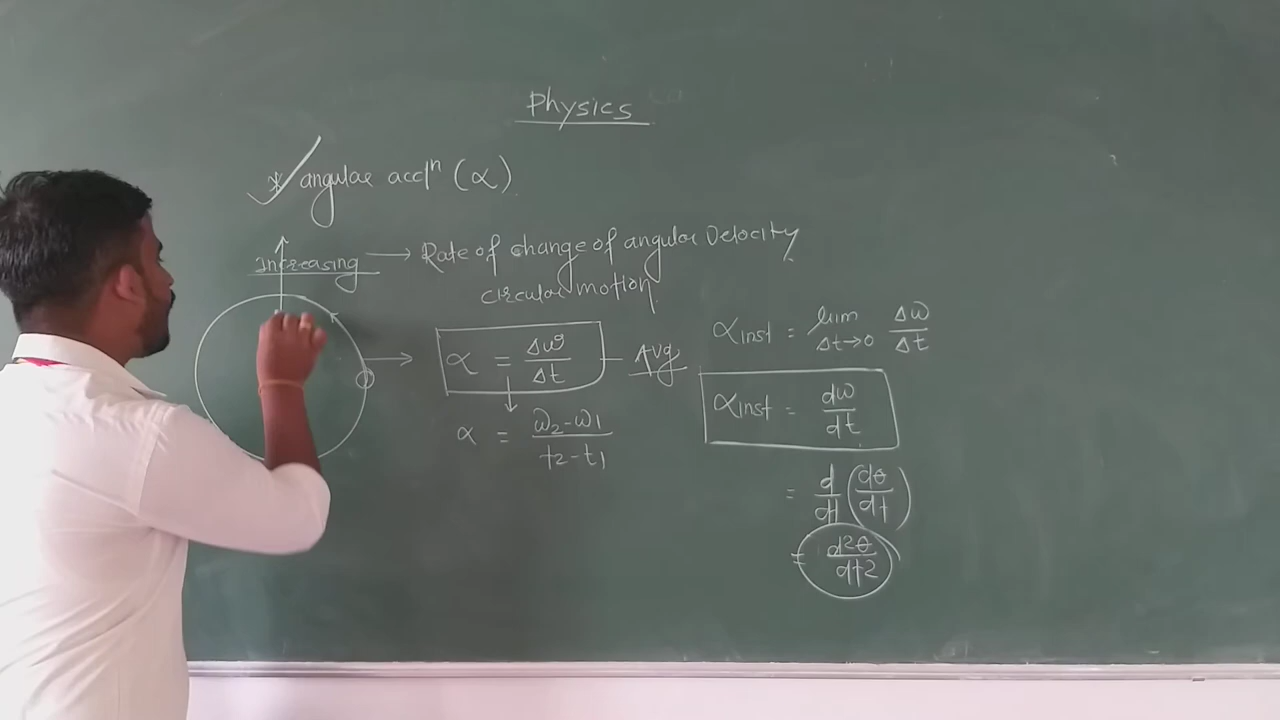 Physics
* angular acclⁿ (α)
Increasing → Rate of change of angular velocity
circular motion.
α = Δω/Δt — Avg
α = ω₂-ω₁/t₂-t₁
α inst = lim Δt→0 Δω/Δt
α inst = dω/dt
= d/dt (dθ/dt)
= d²θ/dt²